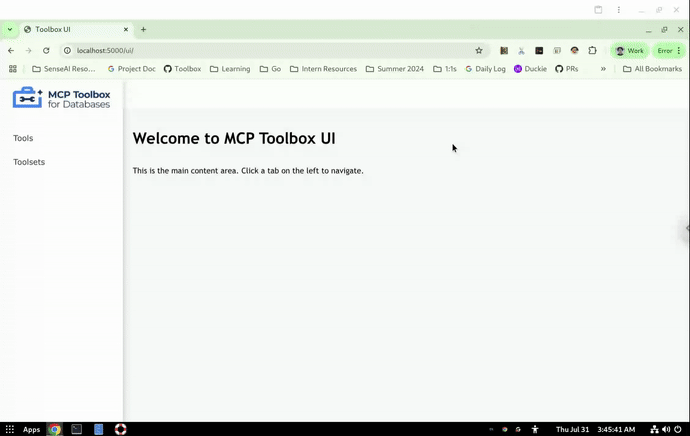 Toolbox UI
localhost:5000/ui/
Work
Error
SenseAI Reso...
Project Doc
Toolbox
Learning
Go
Intern Resources
Summer 2024
1:1s
Daily Log
Duckie
PRs
»
All Bookmarks
MCP Toolbox
for Databases
Tools
Toolsets
Welcome to MCP Toolbox UI
This is the main content area. Click a tab on the left to navigate.
Apps
Thu Jul 31
3:45:41 AM